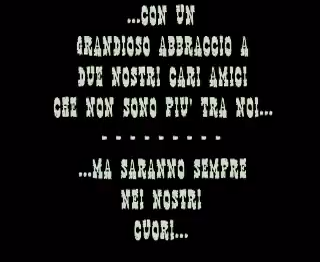 ...CON UN
GRANDIOSO ABBRACCIO A
DUE NOSTRI CARI AMICI
CHE NON SONO PIU' TRA NOI...
- - - - - - - - -
...MA SARANNO SEMPRE
NEI NOSTRI
CUORI...